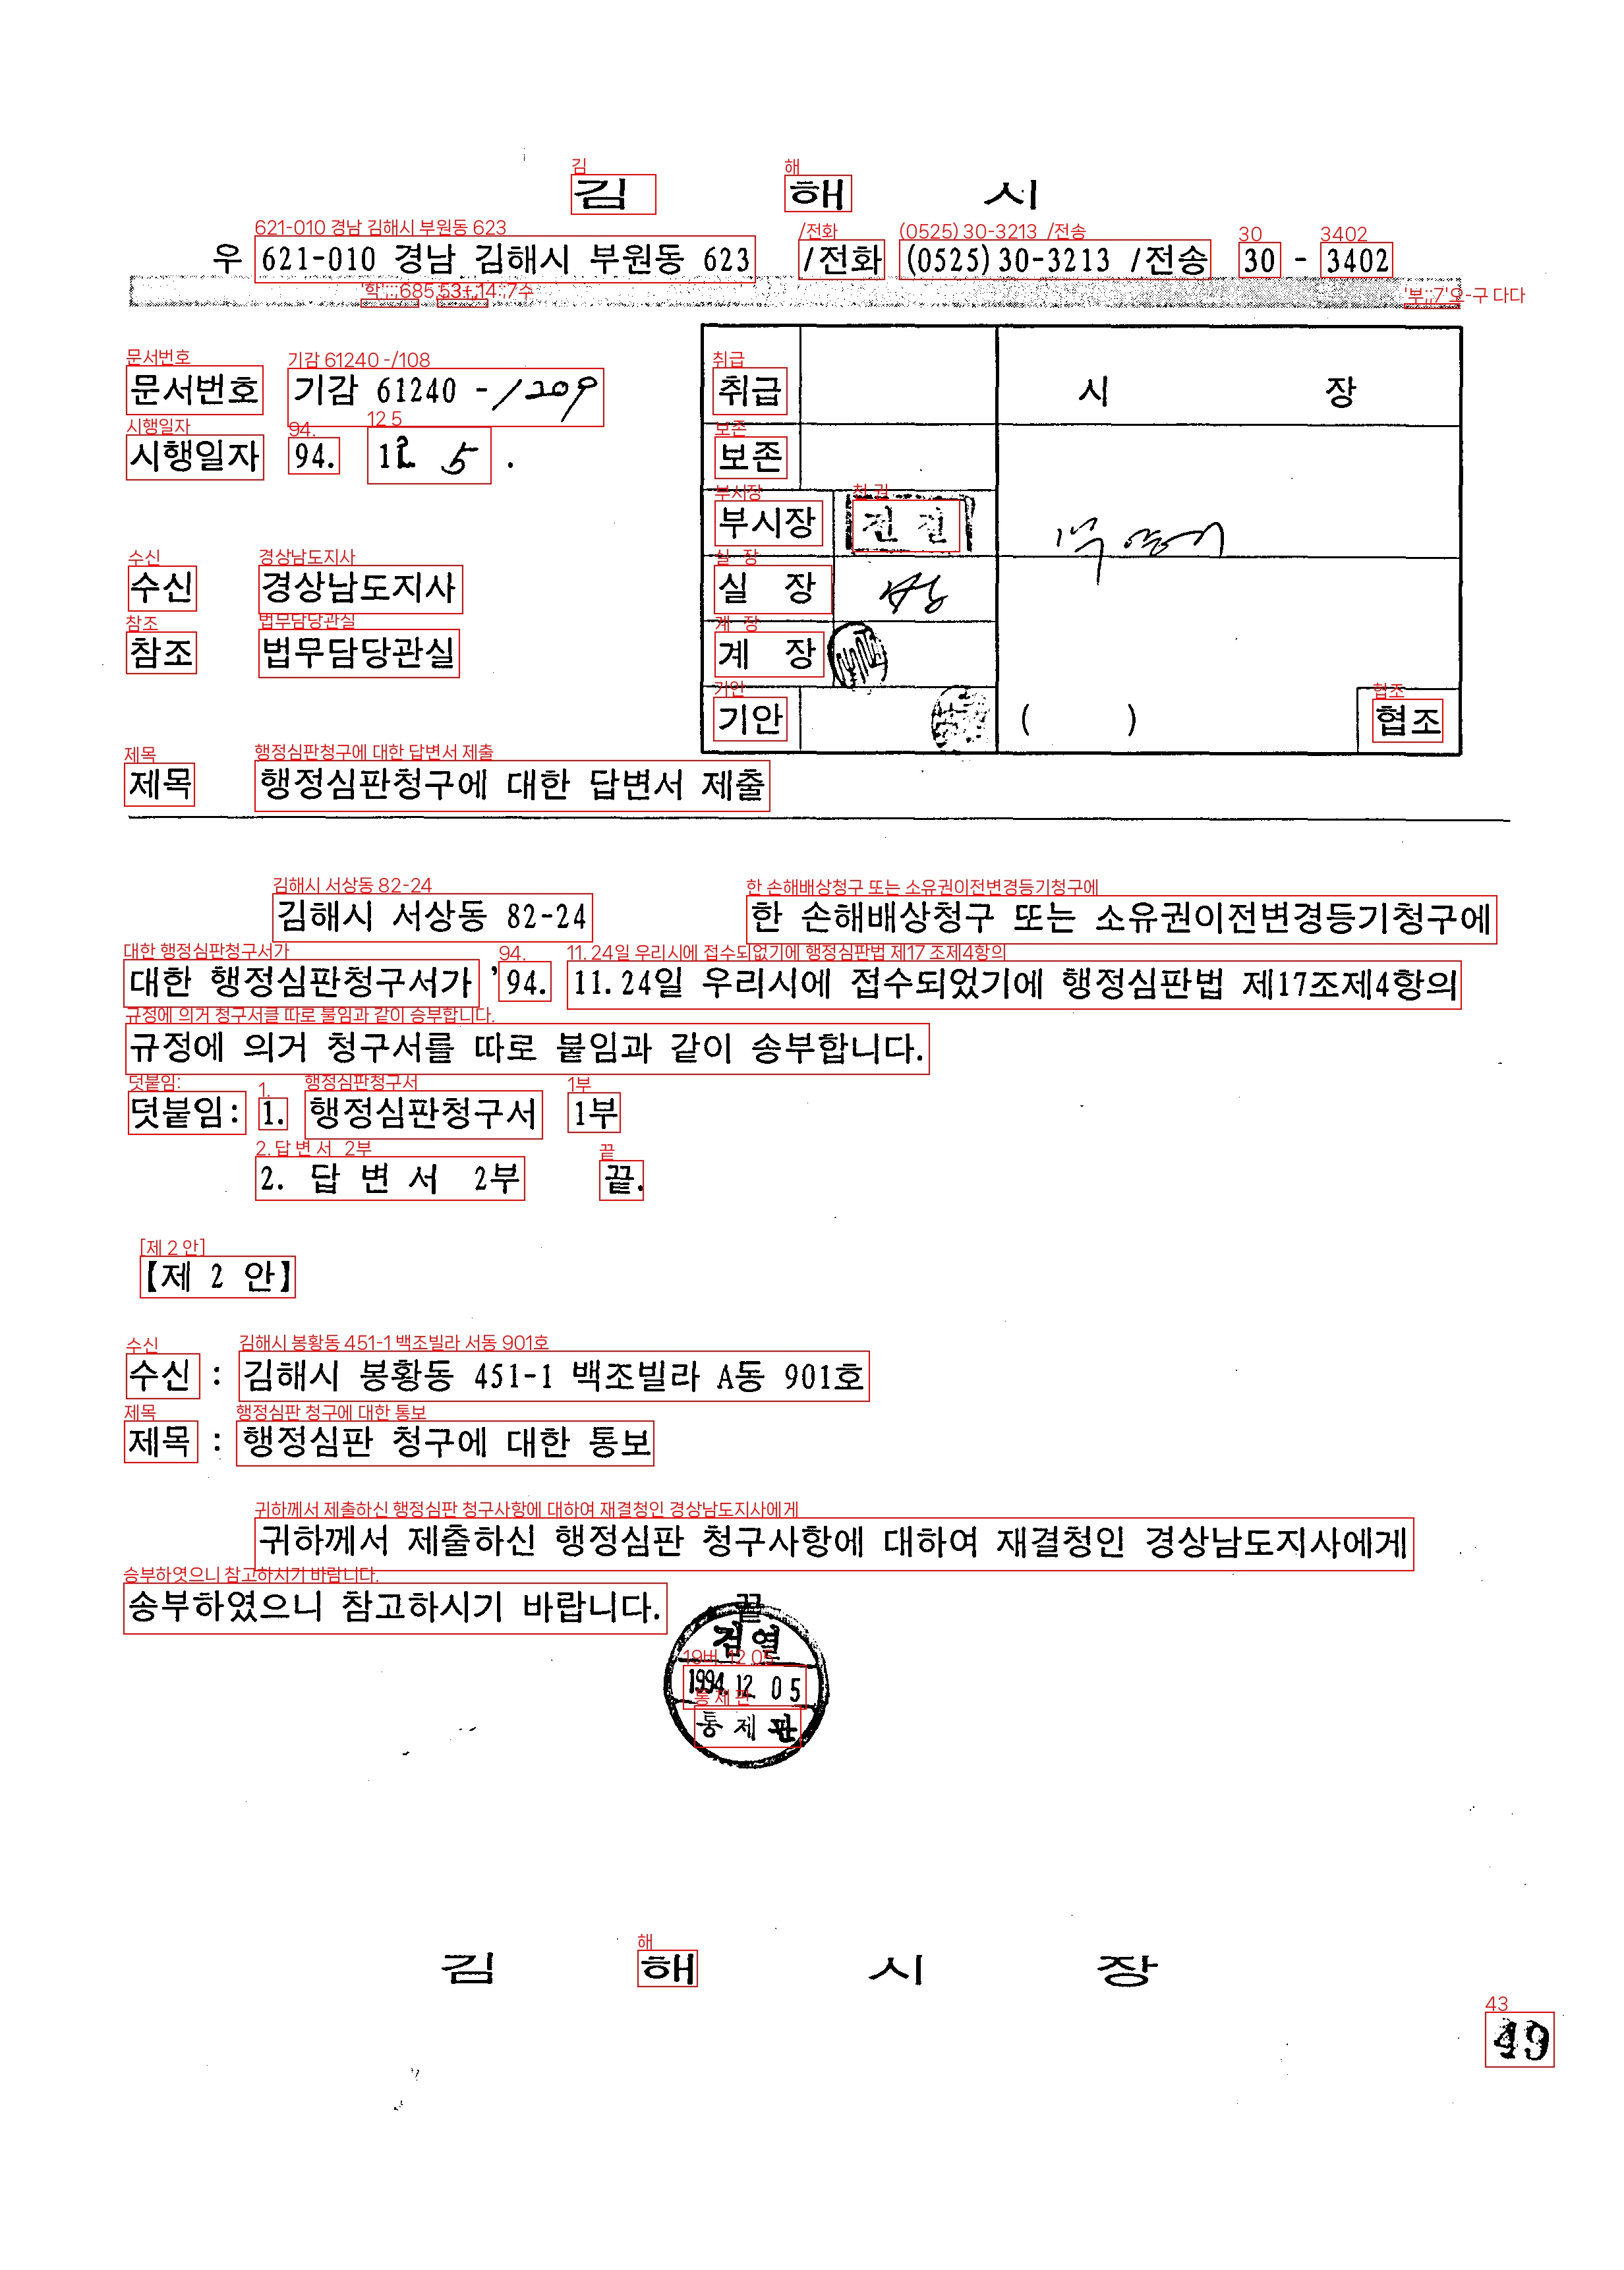 김 해 시
우 621-010 경남 김해시 부원동 623 /전화 (0525)30-3213 /전송 30 - 3402
문서번호 기감 61240 - 1209
시행일자 94. 12. 5 .
수신 경상남도지사
참조 법무담당관실
취급
시 장
보존
부시장 전결
실 장
계 장
기안
( )
협조
제목 행정심판청구에 대한 답변서 제출
김해시 서상동 82-24 한 손해배상청구 또는 소유권이전변경등기청구에
대한 행정심판청구서가 '94. 11. 24일 우리시에 접수되었기에 행정심판법 제17조제4항의
규정에 의거 청구서를 따로 붙임과 같이 송부합니다.
덧붙임: 1. 행정심판청구서 1부
2. 답 변 서 2부 끝.
【제 2 안】
수신 : 김해시 봉황동 451-1 백조빌라 A동 901호
제목 : 행정심판 청구에 대한 통보
귀하께서 제출하신 행정심판 청구사항에 대하여 재결청인 경상남도지사에게
송부하였으니 참고하시기 바랍니다. 끝.
검열
1994. 12. 05
통제관
김 해 시 장
49